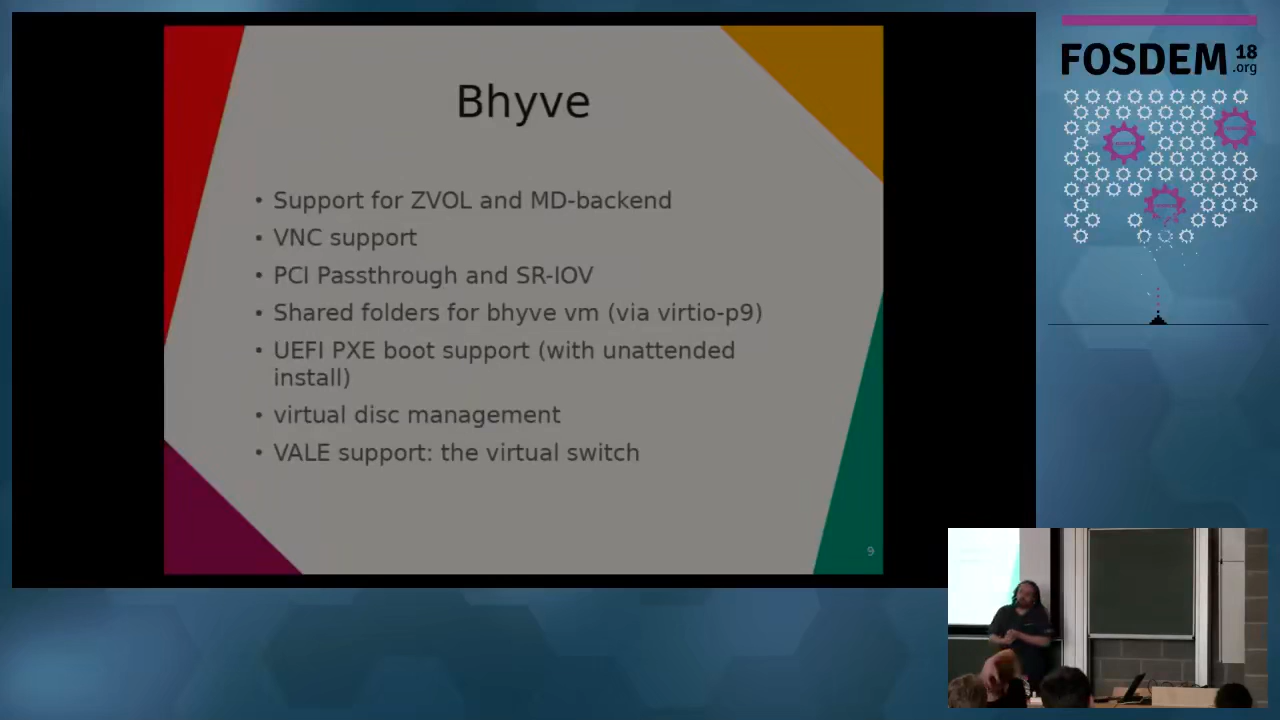 Bhyve
• Support for ZVOL and MD-backend
• VNC support
• PCI Passthrough and SR-IOV
• Shared folders for bhyve vm (via virtio-p9)
• UEFI PXE boot support (with unattended
install)
• virtual disc management
• VALE support: the virtual switch
9
FOSDEM 18
.org